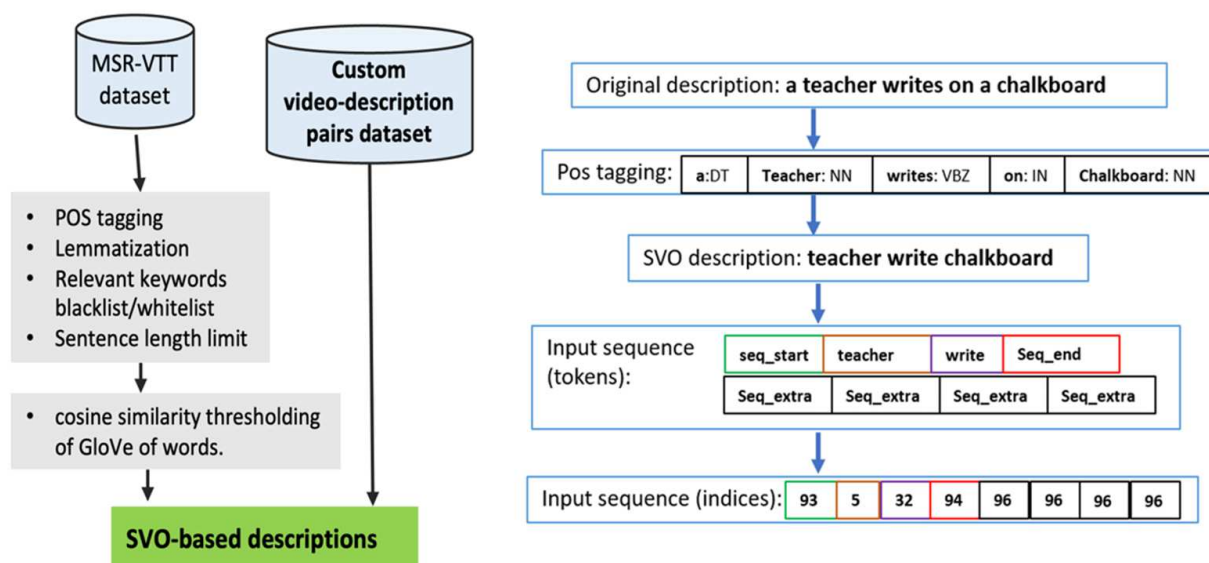 MSR-VTT
dataset
Custom
video-description
pairs dataset
• POS tagging
• Lemmatization
• Relevant keywords
blacklist/whitelist
• Sentence length limit
• cosine similarity thresholding
of GloVe of words.
SVO-based descriptions
Original description: a teacher writes on a chalkboard
Pos tagging: a:DT Teacher: NN writes: VBZ on: IN Chalkboard: NN
SVO description: teacher write chalkboard
Input sequence
(tokens):
seq_start teacher write Seq_end
Seq_extra Seq_extra Seq_extra Seq_extra
Input sequence (indices): 93 5 32 94 96 96 96 96